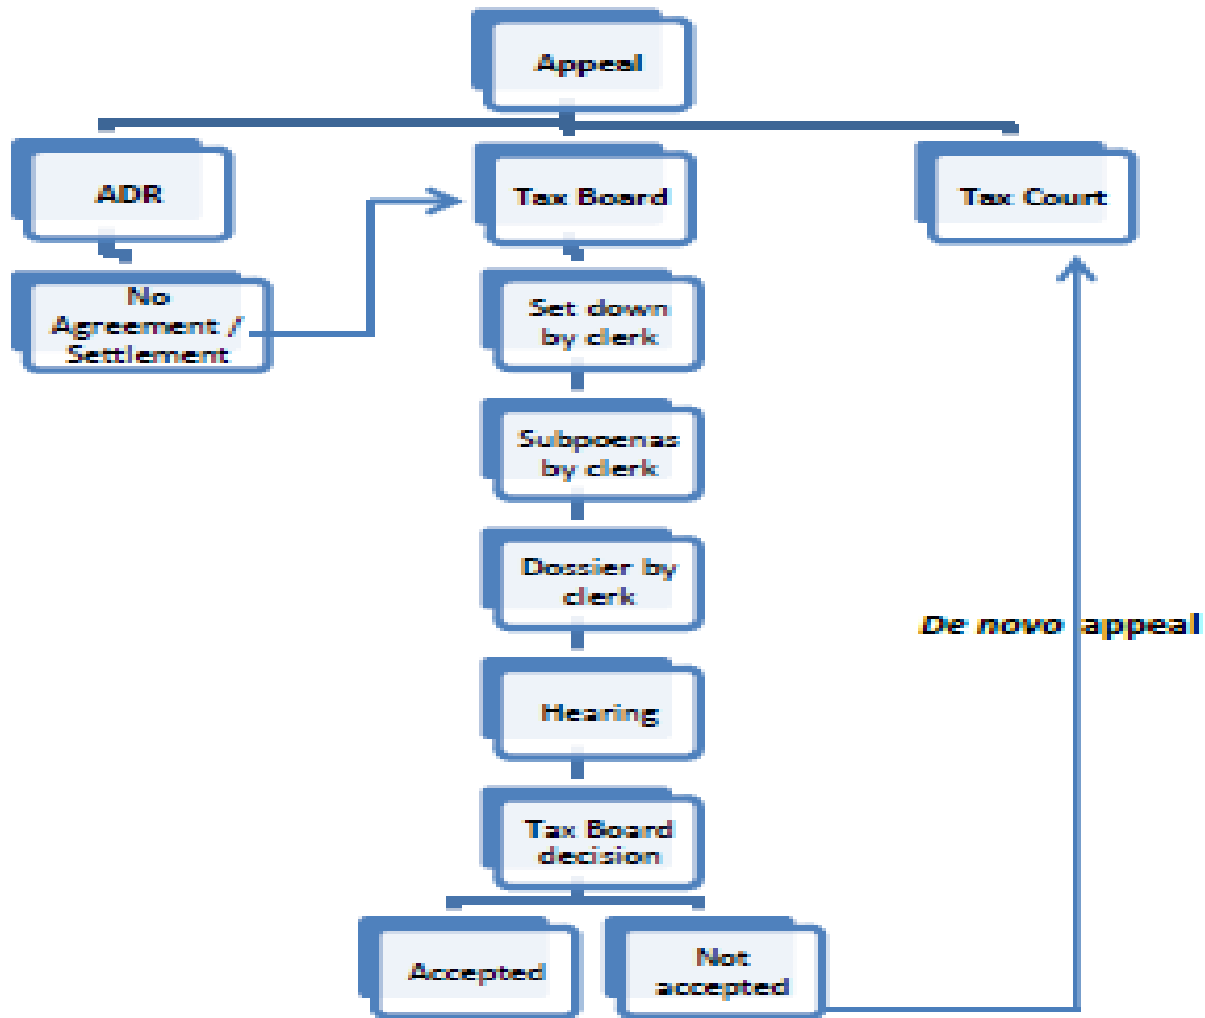 Appeal
ADR
Tax Board
Tax Court
No
Agreement /
Settlement
Set down
by clerk
Subpoenas
by clerk
Dossier by
clerk
De novo appeal
Hearing
Tax Board
decision
Accepted
Not
accepted